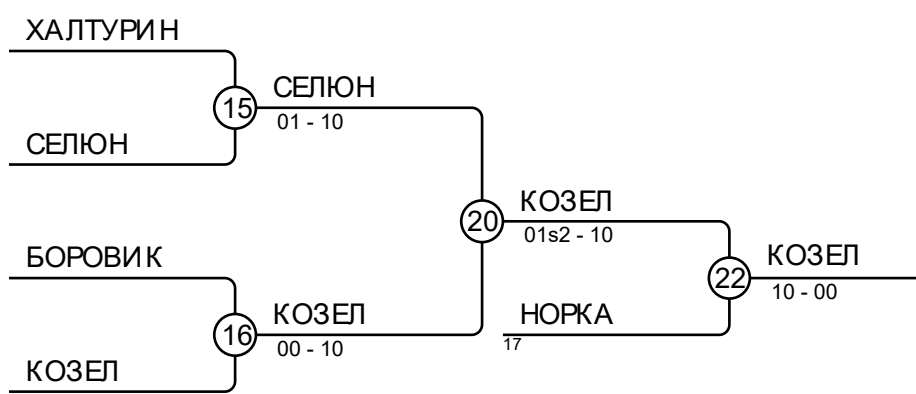 ХАЛТУРИН
15
СЕЛЮН
01 - 10
СЕЛЮН
20
КОЗЕЛ
01s2 - 10
БОРОВИК
22
КОЗЕЛ
10 - 00
16
КОЗЕЛ
00 - 10
НОРКА
17
КОЗЕЛ